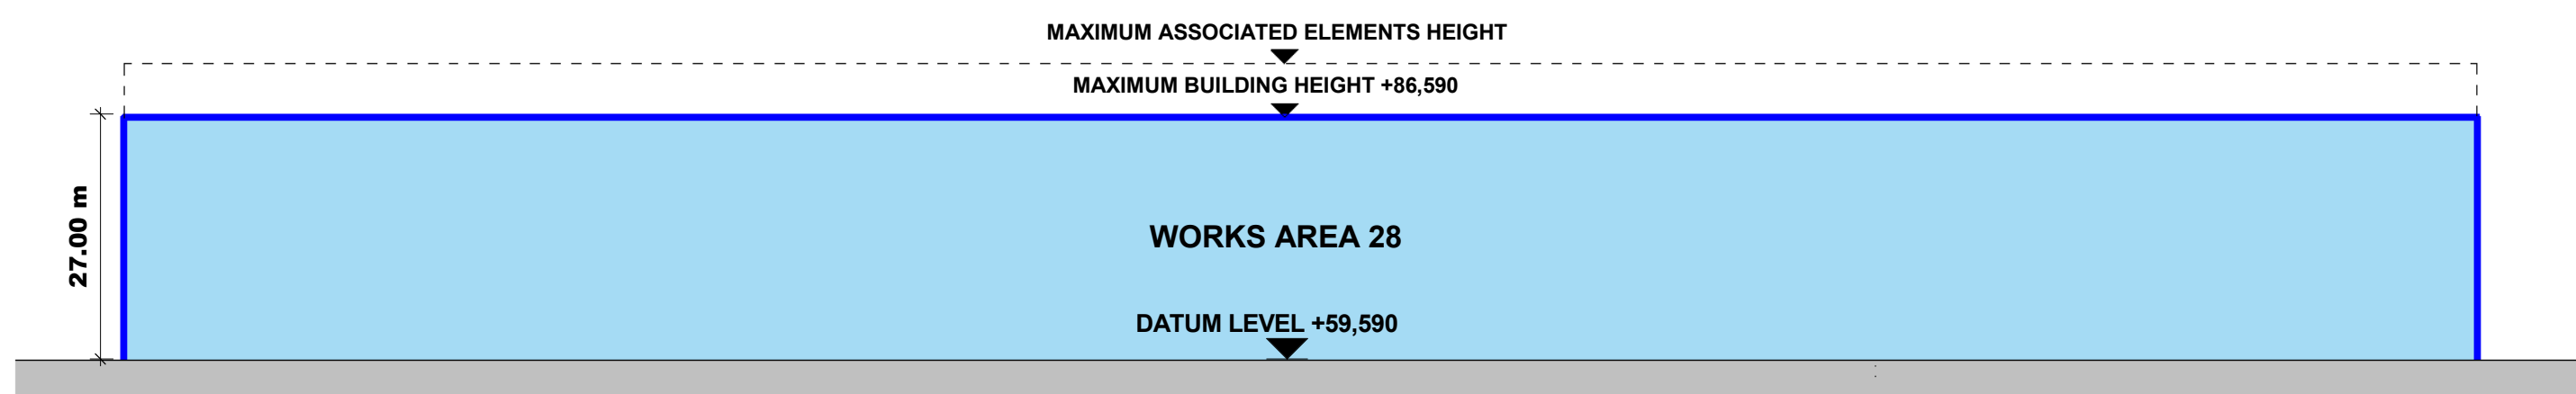 MAXIMUM ASSOCIATED ELEMENTS HEIGHT
MAXIMUM BUILDING HEIGHT +86,590
27.00 m
WORKS AREA 28
DATUM LEVEL +59,590